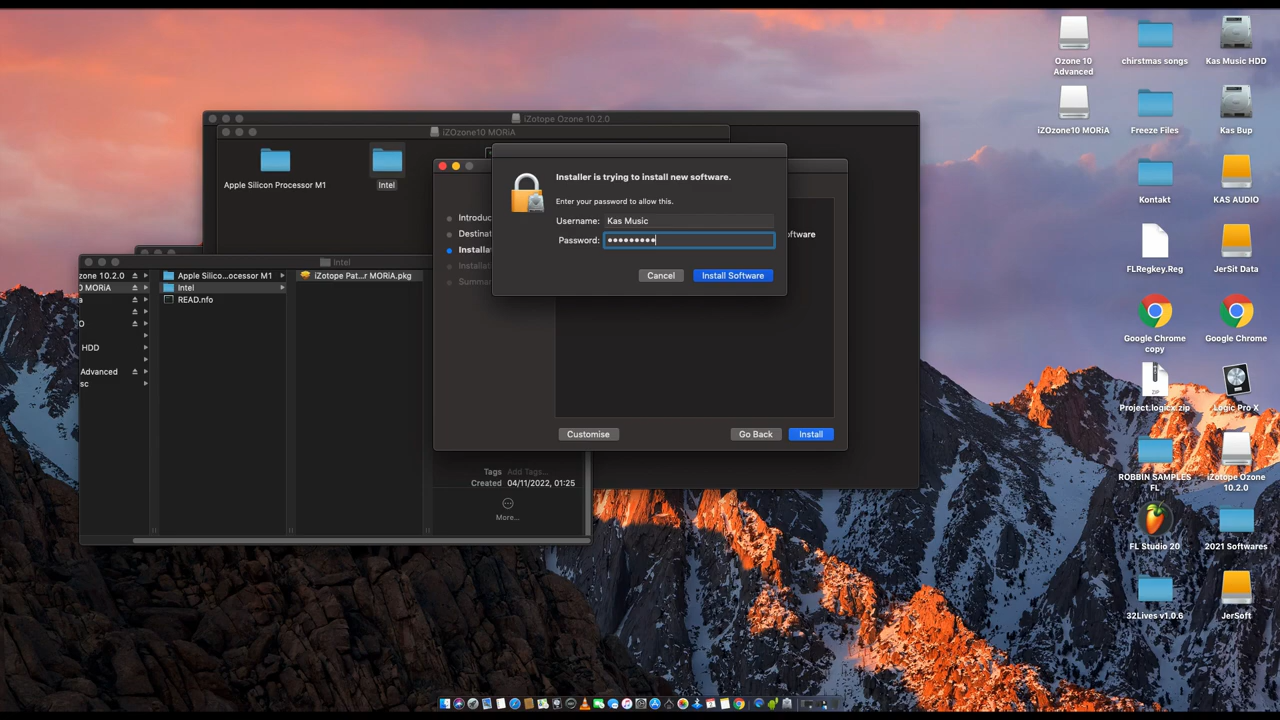 iZotope Ozone 10.2.0
iZOzone10 MORiA
Apple Silicon Processor M1
Intel
Installer is trying to install new software.
Enter your password to allow this.
Username: Kas Music
Password: •••••••••
Cancel
Install Software
Introduc
Destinat
Installa
Installat
Summa
oftware
Customise
Go Back
Install
Intel
zone 10.2.0
O MORiA
a
O
HDD
Advanced
sc
Apple Silico...ocessor M1
Intel
READ.nfo
iZotope Pat...r MORiA.pkg
Tags Add Tags...
Created 04/11/2022, 01:25
More...
Ozone 10
Advanced
chirstmas songs
Kas Music HDD
iZOzone10 MORiA
Freeze Files
Kas Bup
Kontakt
KAS AUDIO
FLRegkey.Reg
JerSit Data
Google Chrome
copy
Google Chrome
ZIP
Project.logicx.zip
Logic Pro X
ROBBIN SAMPLES
FL
iZotope Ozone
10.2.0
FL Studio 20
2021 Softwares
32Lives v1.0.6
JerSoft